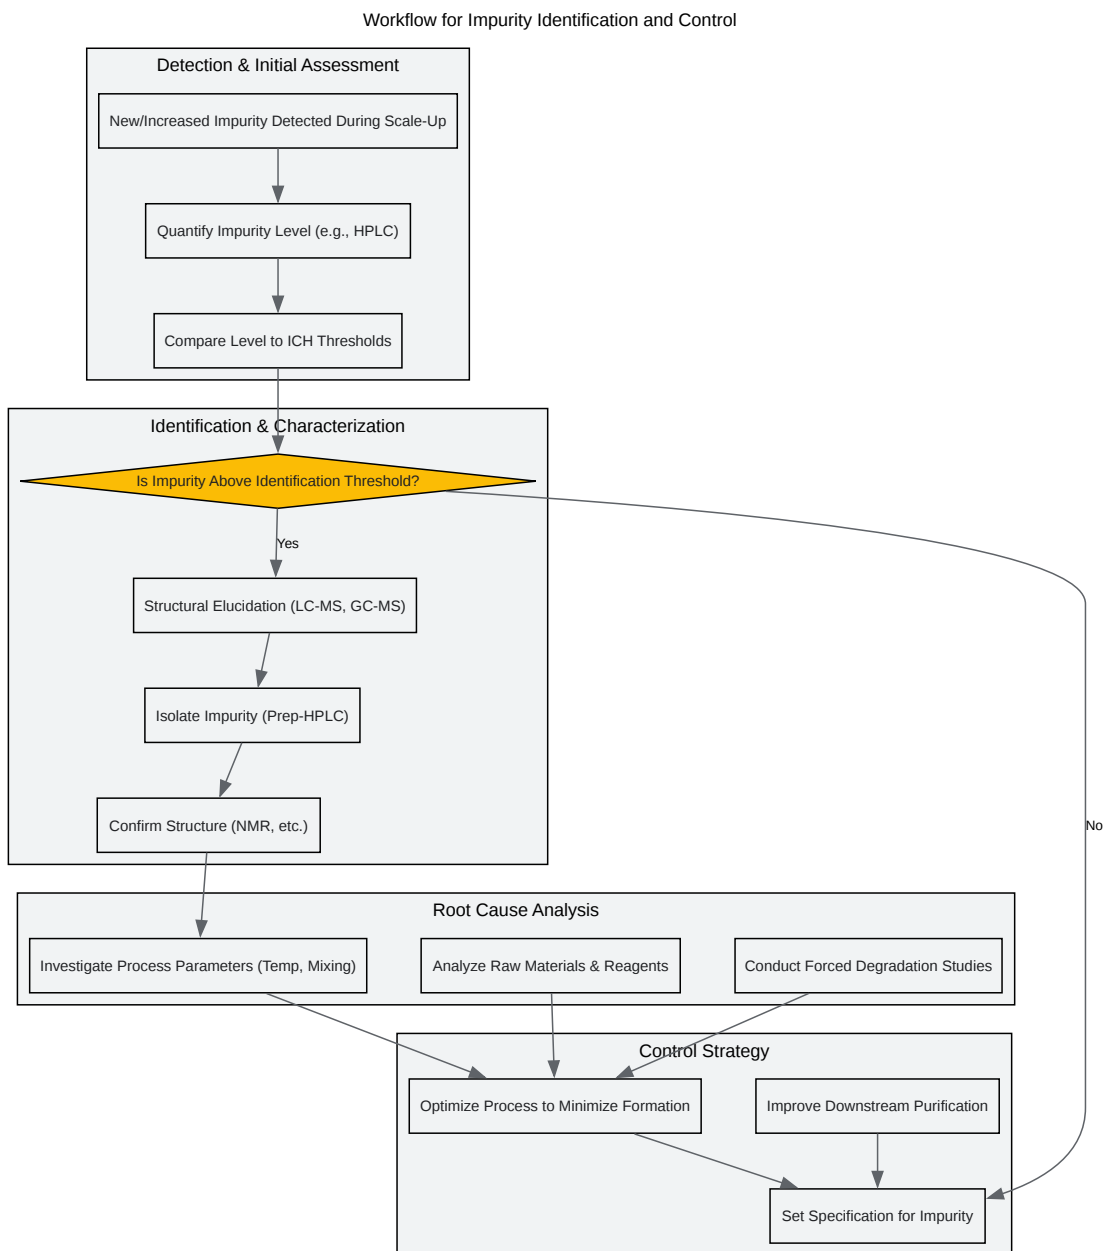 Workflow for Impurity Identification and Control
Detection & Initial Assessment
New/Increased Impurity Detected During Scale-Up
Quantify Impurity Level (e.g., HPLC)
Compare Level to ICH Thresholds
Identification & Characterization
Is Impurity Above Identification Threshold?
Yes
Structural Elucidation (LC-MS, GC-MS)
Isolate Impurity (Prep-HPLC)
Confirm Structure (NMR, etc.)
No
Root Cause Analysis
Investigate Process Parameters (Temp, Mixing)
Analyze Raw Materials & Reagents
Conduct Forced Degradation Studies
Control Strategy
Optimize Process to Minimize Formation
Improve Downstream Purification
Set Specification for Impurity